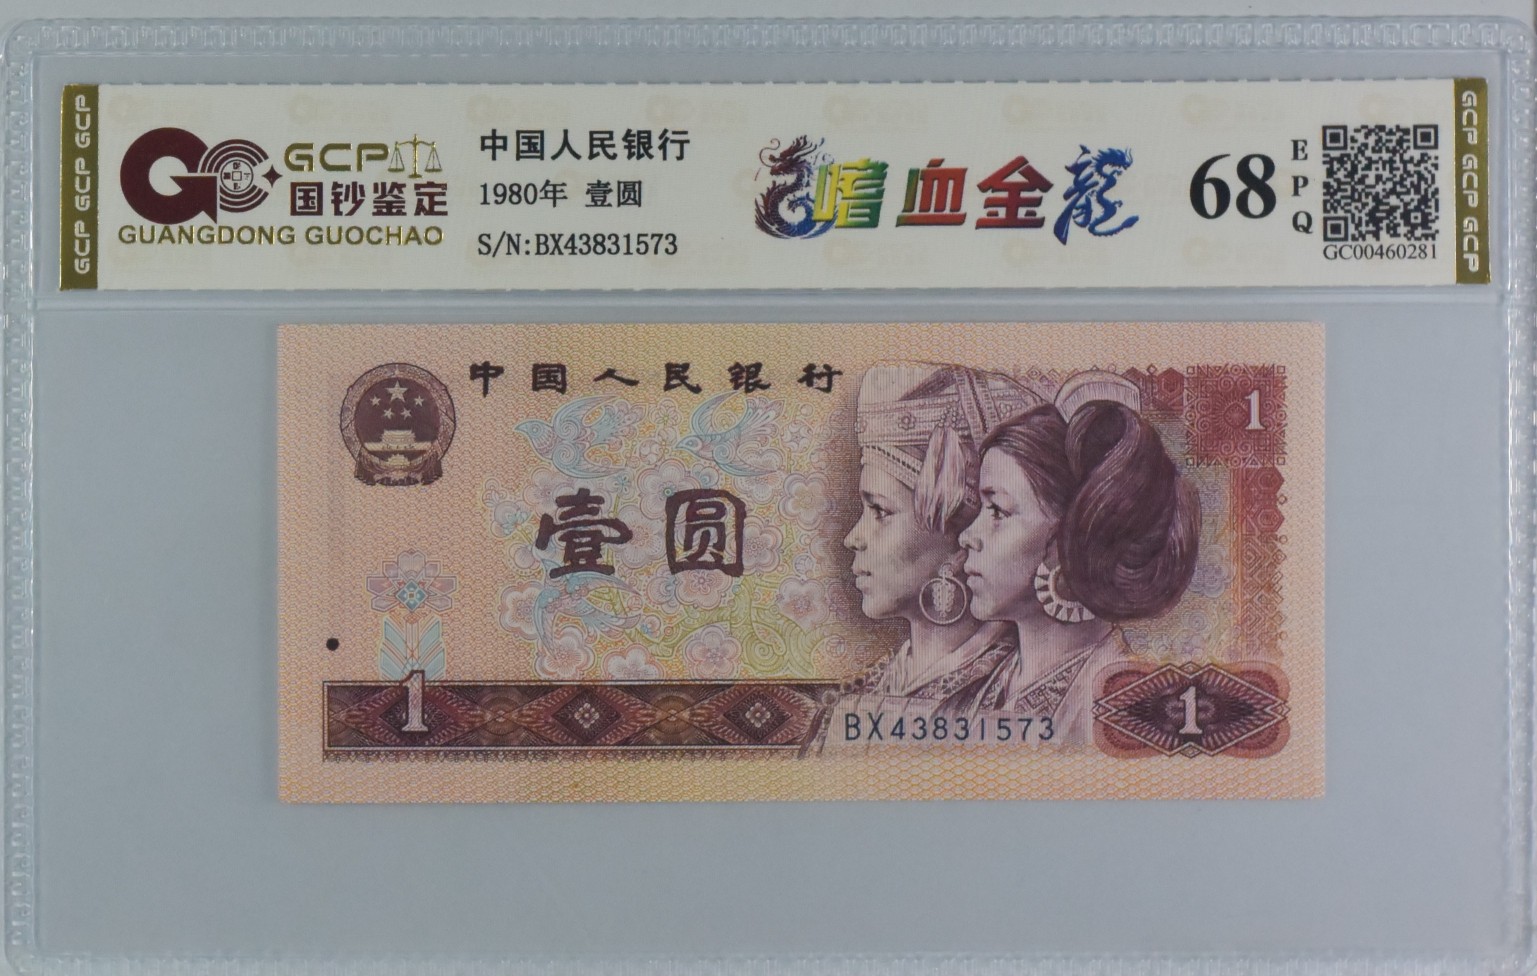 GCP GCP GCP
GCP
国钞鉴定
GUANGDONG GUOCHAO
中国人民银行
1980年 壹圆
S/N:BX43831573
嗜血金龍
68
EPQ
GC00460281
GCP GCP GCP
中国人民银行
1
壹圆
1
BX43831573
1